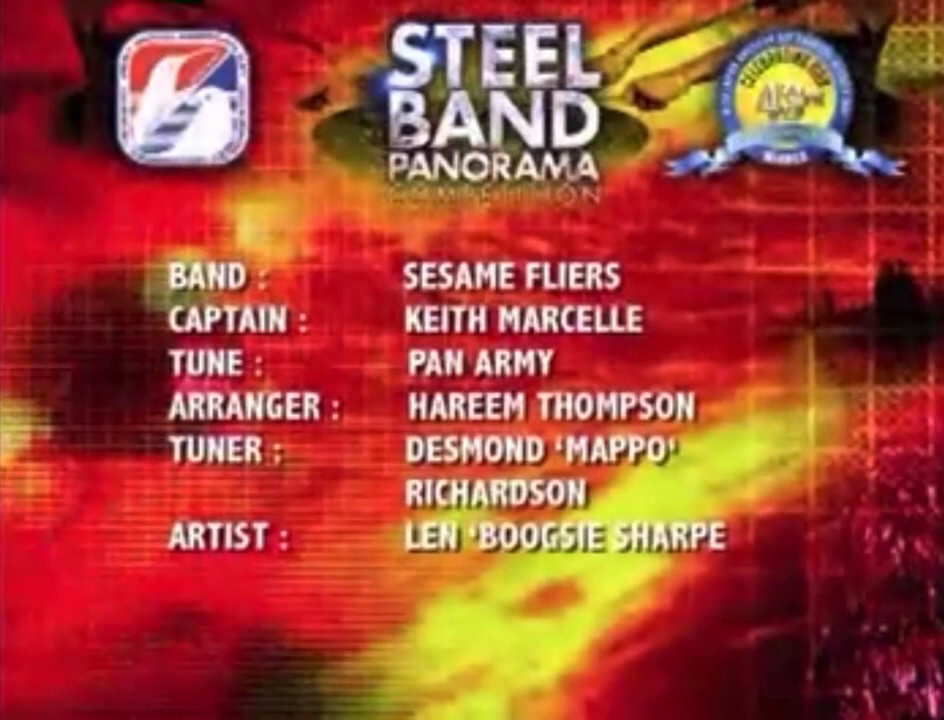 STEEL
BAND
PANORAMA
COMPETITION
BAND : SESAME FLIERS
CAPTAIN : KEITH MARCELLE
TUNE : PAN ARMY
ARRANGER : HAREEM THOMPSON
TUNER : DESMOND 'MAPPO'
RICHARDSON
ARTIST : LEN 'BOOGSIE SHARPE